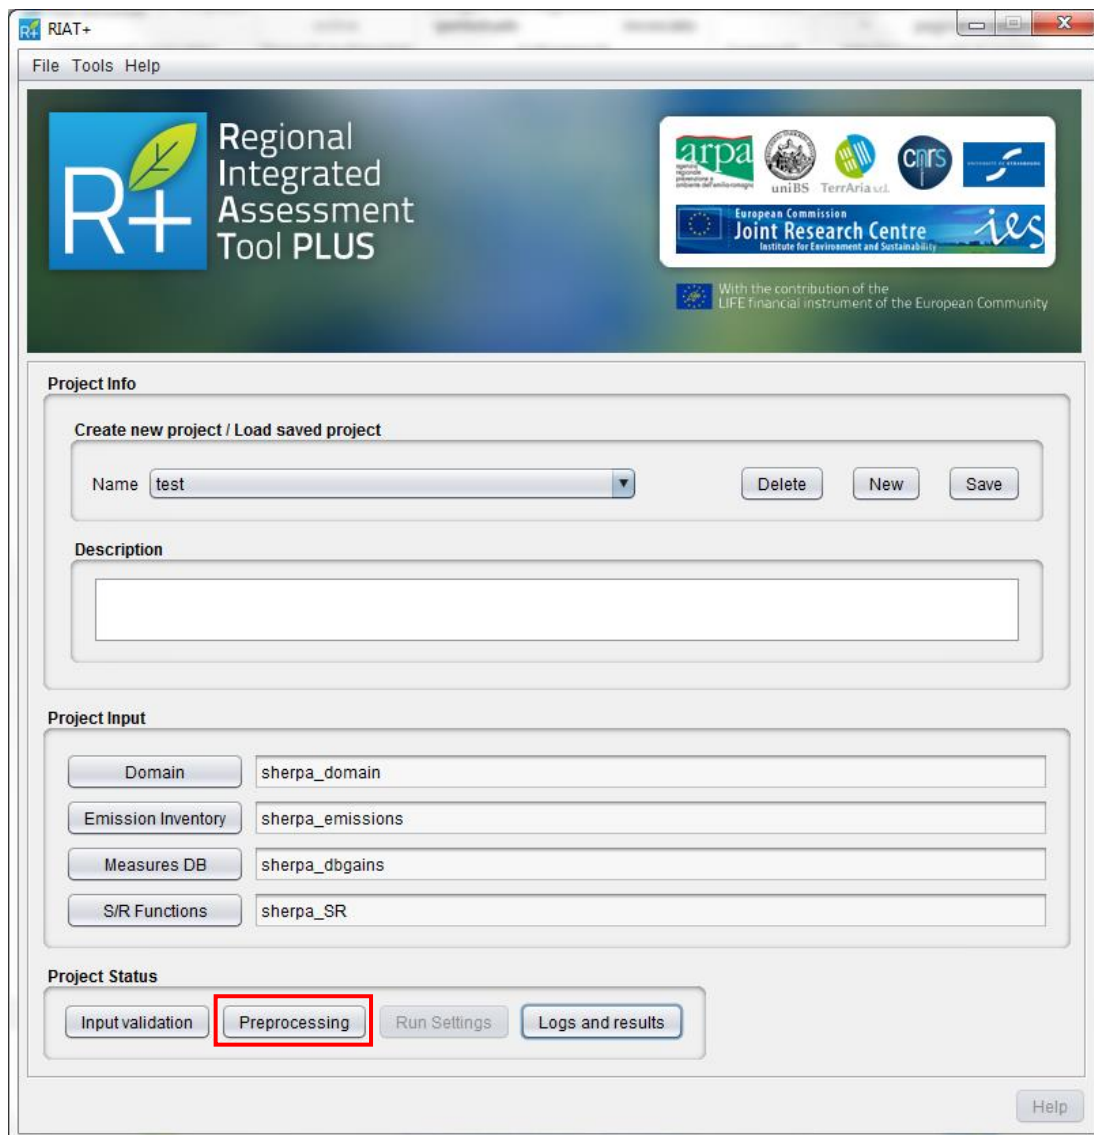 RIAT+
File Tools Help
R+
Regional
Integrated
Assessment
Tool PLUS
arpa
uniBS
TerrAria s.r.l.
cnrs
European Commission
Joint Research Centre
Institute for Environment and Sustainability
ies
With the contribution of the
LIFE financial instrument of the European Community
Project Info
Create new project / Load saved project
Name test Delete New Save
Description
Project Input
Domain sherpa_domain
Emission Inventory sherpa_emissions
Measures DB sherpa_dbgains
S/R Functions sherpa_SR
Project Status
Input validation Preprocessing Run Settings Logs and results
Help